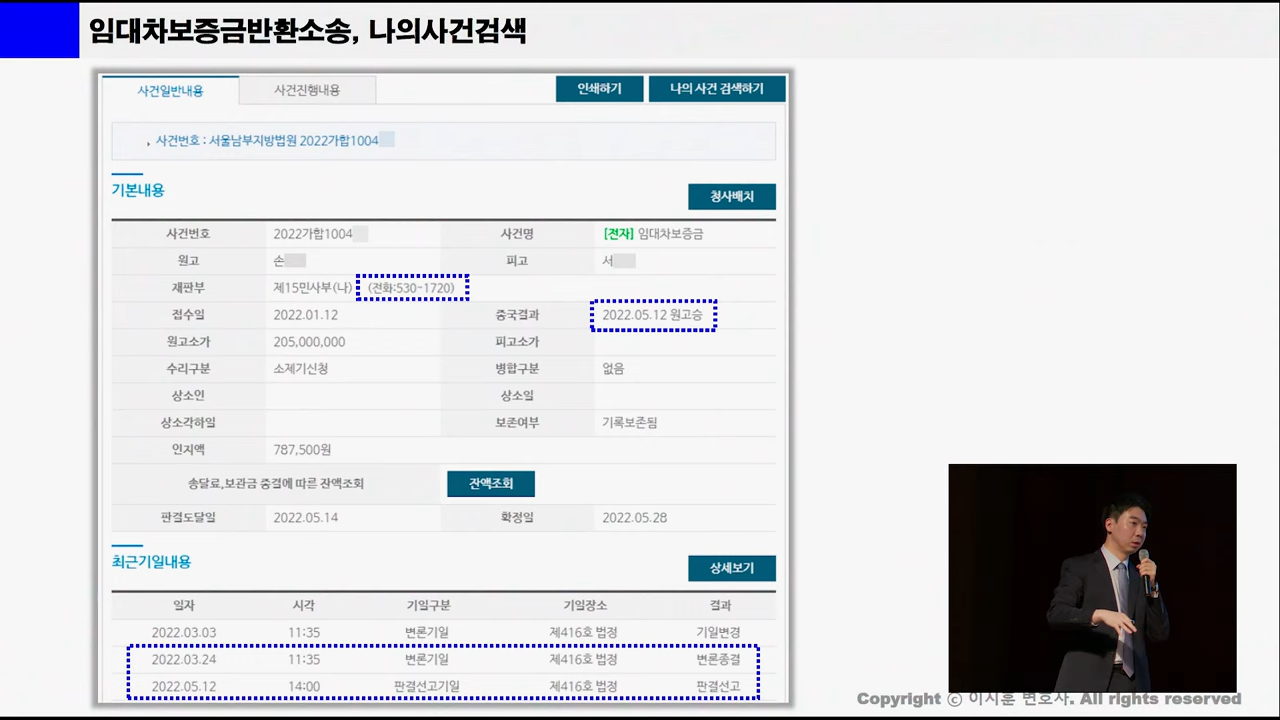 임대차보증금반환소송, 나의사건검색
사건일반내용 사건진행내용 인쇄하기 나의 사건 검색하기
사건번호 : 서울남부지방법원 2022가합1004
기본내용 청사배치
사건번호 2022가합1004 사건명 [전자] 임대차보증금
원고 손 피고 서
재판부 제15민사부(나) (전화:530-1720)
접수일 2022.01.12 종국결과 2022.05.12 원고승
원고소가 205,000,000 피고소가
수리구분 소제기신청 병합구분 없음
상소인 상소일
상소각하일 보존여부 기록보존됨
인지액 787,500원
송달료,보관금 종결에 따른 잔액조회 잔액조회
판결도달일 2022.05.14 확정일 2022.05.28
최근기일내용 상세보기
일자 시각 기일구분 기일장소 결과
2022.03.03 11:35 변론기일 제416호 법정 기일변경
2022.03.24 11:35 변론기일 제416호 법정 변론종결
2022.05.12 14:00 판결선고기일 제416호 법정 판결선고
Copyright ⓒ 이시훈 변호사. All rights reserved